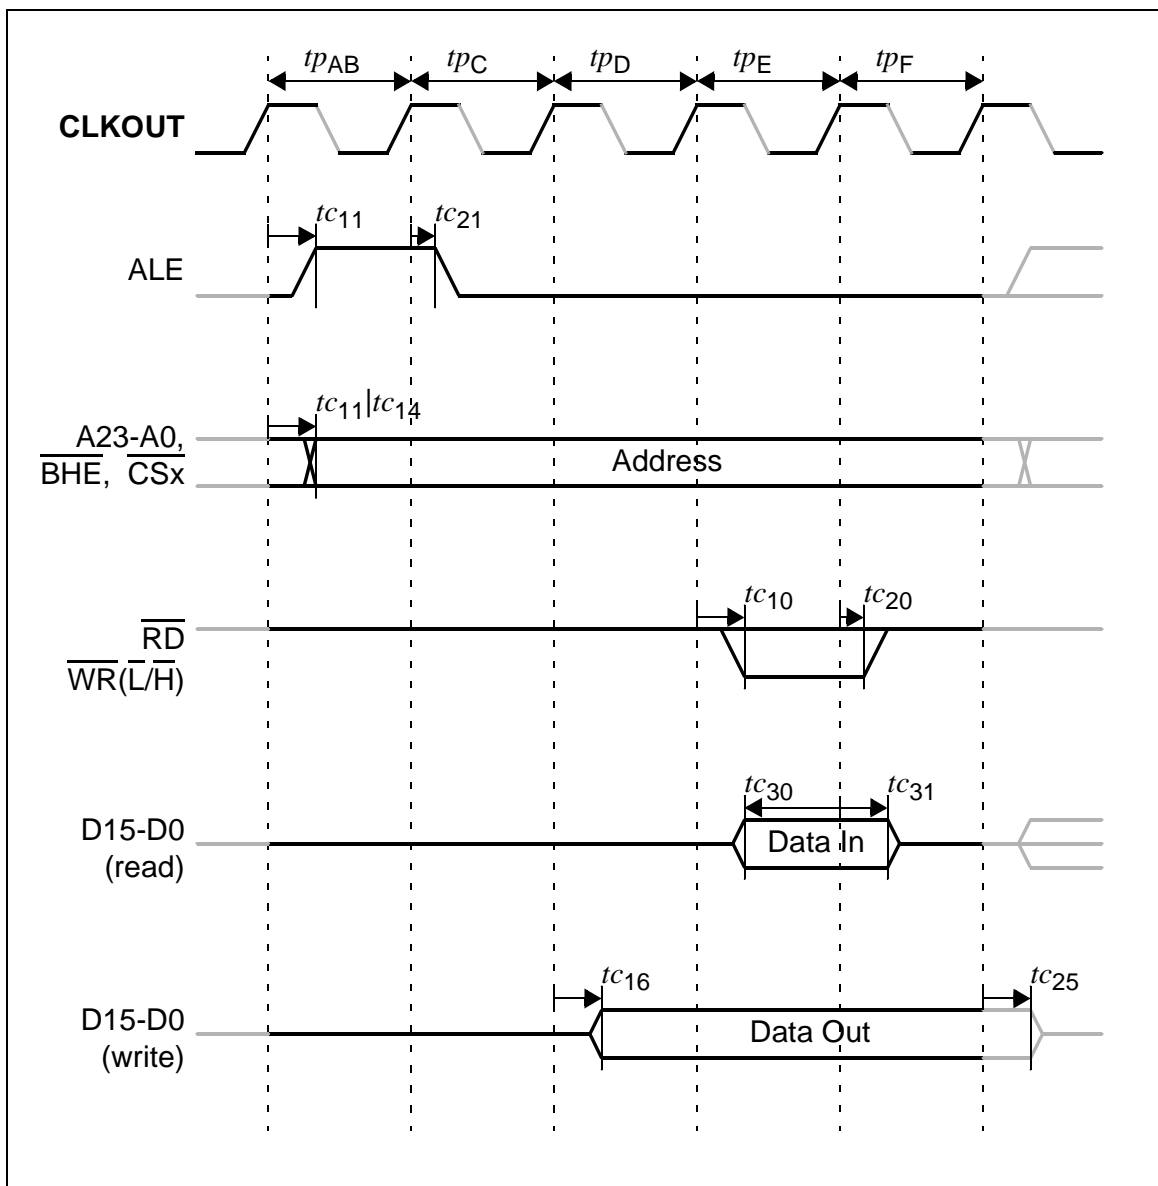 tpAB tpC tpD tpE tpF
CLKOUT
tc11 tc21
ALE
tc11|tc14
A23-A0,
BHE, CSx
Address
tc10 tc20
RD
WR(L/H)
tc30 tc31
D15-D0
(read)
Data In
tc16 tc25
D15-D0
(write)
Data Out